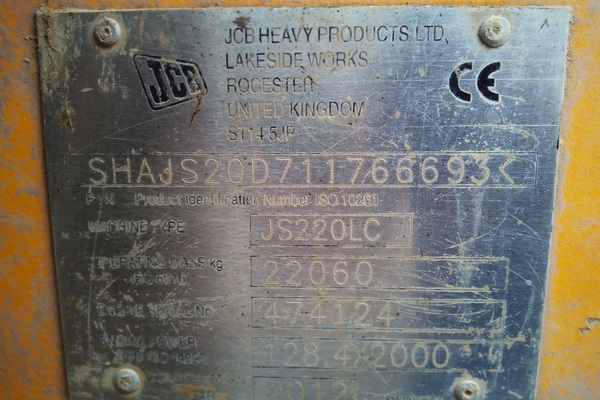 JCB
JCB HEAVY PRODUCTS LTD,
LAKESIDE WORKS
ROCESTER
UNITED KINGDOM
ST14 5JP
CE
SHAJS20D711766693<
PIN Product Identification Number ISO 10261
MACHINE TYPE JS220LC
OPERATING MASS kg 22060
ENGINE SERIAL No 474124
ENGINE POWER 128.4/2000
2012